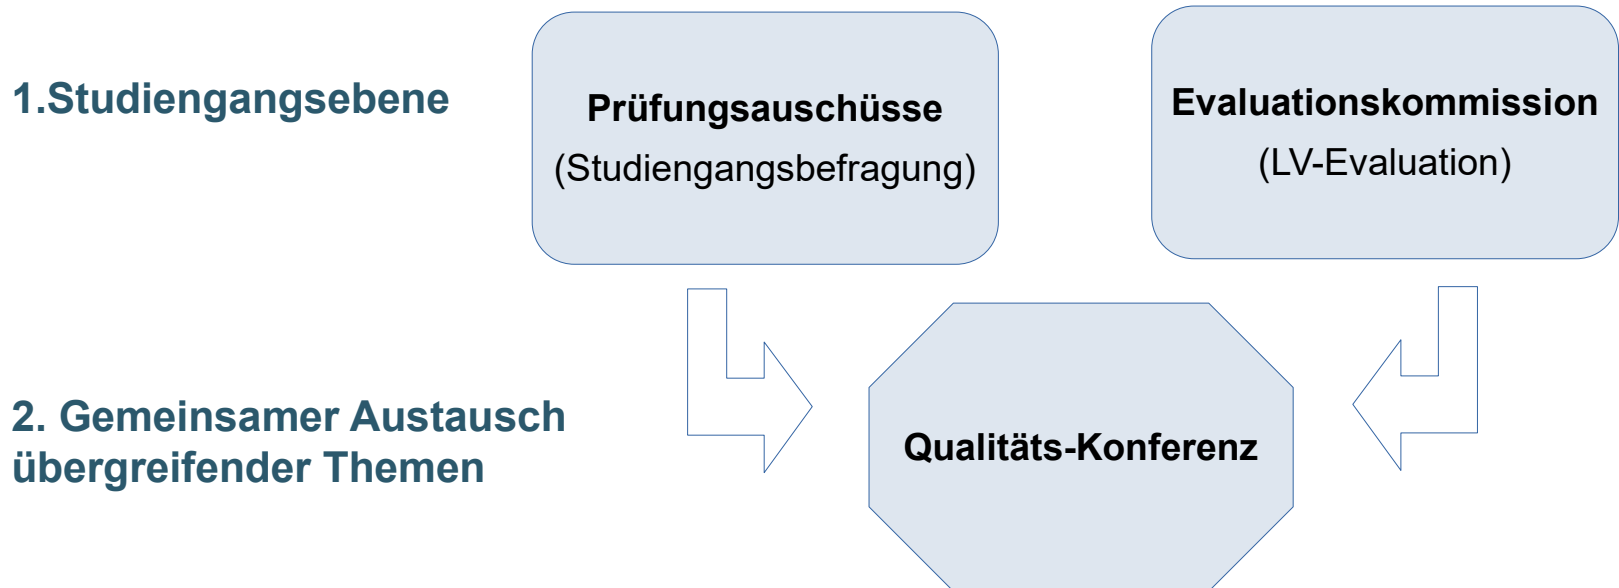 1.Studiengangsebene
Prüfungsauschüsse
(Studiengangsbefragung)
Evaluationskommission
(LV-Evaluation)
2. Gemeinsamer Austausch
übergreifender Themen
Qualitäts-Konferenz